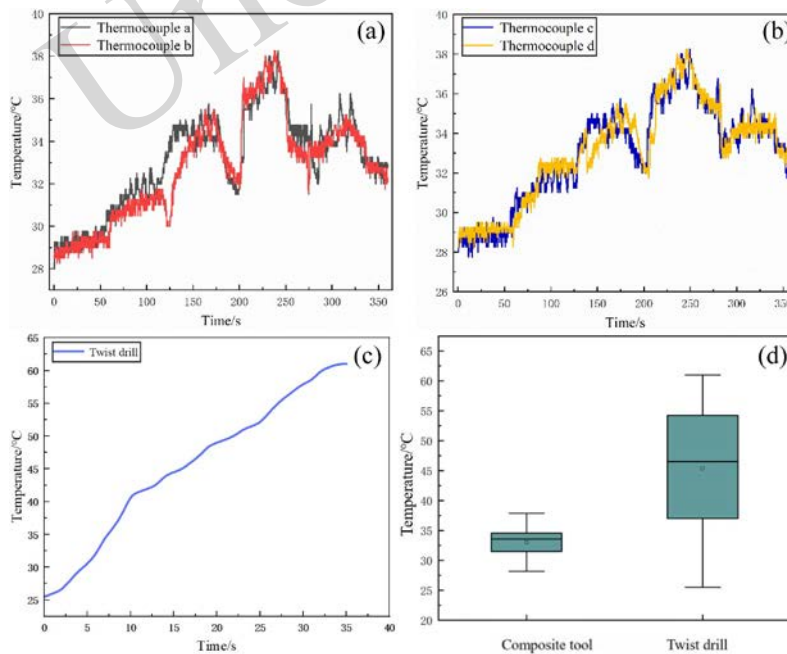 Un
(a)
Thermocouple a
Thermocouple b
40
38
36
34
32
30
28
Temperature/°C
0 50 100 150 200 250 300 350
Time/s
(b)
Thermocouple c
Thermocouple d
40
38
36
34
32
30
28
26
Temperature/°C
0 50 100 150 200 250 300 350
Time/s
(c)
Twist drill
65
60
55
50
45
40
35
30
25
Temperature/°C
0 5 10 15 20 25 30 35 40
Time/s
(d)
65
60
55
50
45
40
35
30
25
20
Temperature/°C
Composite tool Twist drill